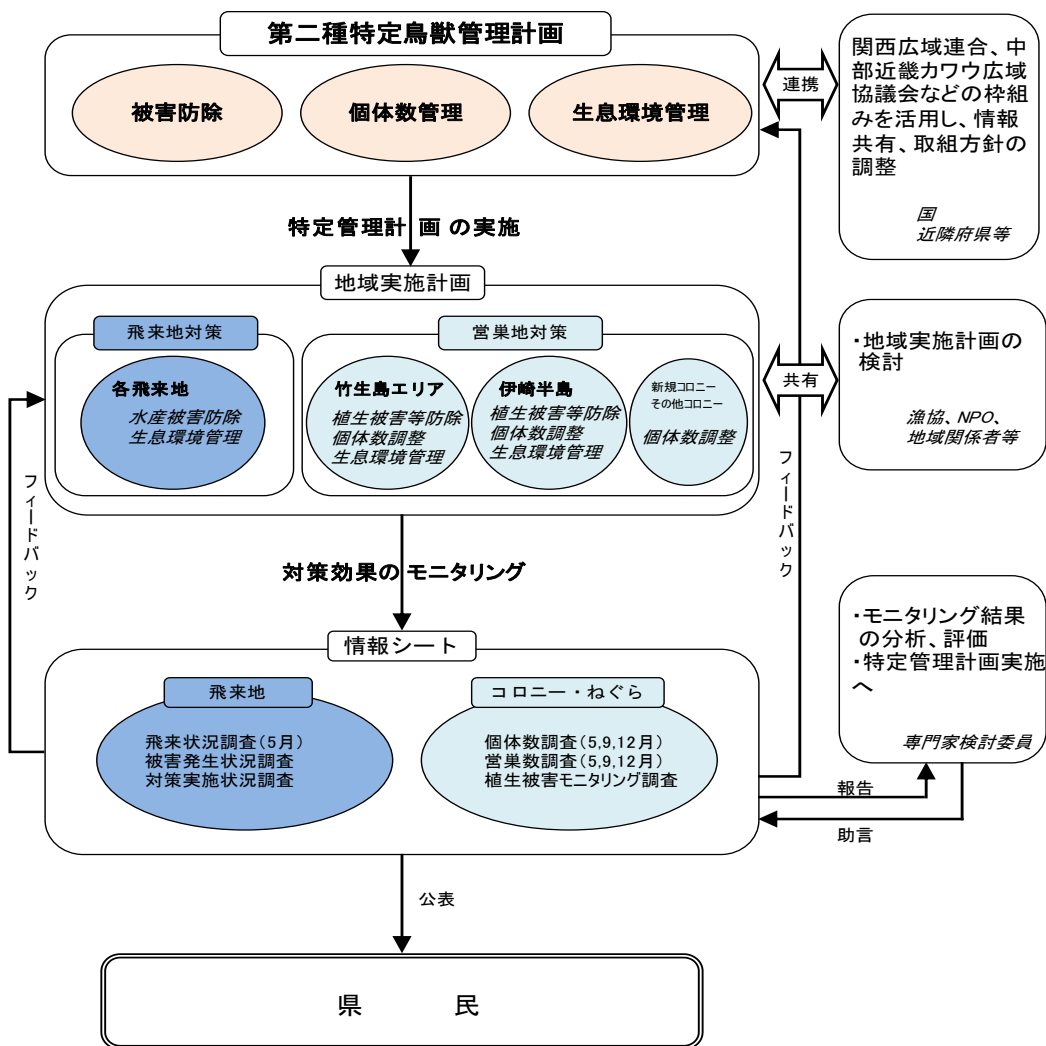 第二種特定鳥獣管理計画
被害防除
個体数管理
生息環境管理
連携
関西広域連合、中
部近畿カワウ広域
協議会などの枠組
みを活用し、情報
共有、取組方針の
調整
国
近隣府県等
特定管理計 画 の実施
地域実施計画
飛来地対策
各飛来地
水産被害防除
生息環境管理
営巣地対策
竹生島エリア
植生被害等防除
個体数調整
生息環境管理
伊崎半島
植生被害等防除
個体数調整
生息環境管理
新規コロニー
その他コロニー
個体数調整
共有
・地域実施計画の
検討
漁協、NPO、
地域関係者等
フィードバック
フィードバック
対策効果の モニタリング
情報シート
飛来地
飛来状況調査(5月)
被害発生状況調査
対策実施状況調査
コロニー・ねぐら
個体数調査(5,9,12月)
営巣数調査(5,9,12月)
植生被害モニタリング調査
・モニタリング結果
の分析、評価
・特定管理計画実施
へ
専門家検討委員
報告
助言
公表
県 民